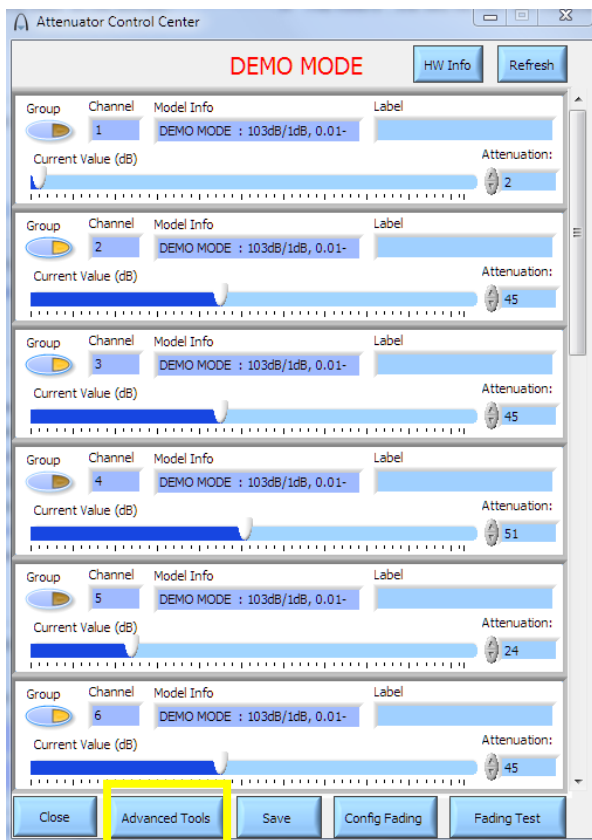 Attenuator Control Center
DEMO MODE
HW Info
Refresh
Group Channel Model Info Label
1 DEMO MODE : 103dB/1dB, 0.01-
Current Value (dB) Attenuation:
2
Group Channel Model Info Label
2 DEMO MODE : 103dB/1dB, 0.01-
Current Value (dB) Attenuation:
45
Group Channel Model Info Label
3 DEMO MODE : 103dB/1dB, 0.01-
Current Value (dB) Attenuation:
45
Group Channel Model Info Label
4 DEMO MODE : 103dB/1dB, 0.01-
Current Value (dB) Attenuation:
51
Group Channel Model Info Label
5 DEMO MODE : 103dB/1dB, 0.01-
Current Value (dB) Attenuation:
24
Group Channel Model Info Label
6 DEMO MODE : 103dB/1dB, 0.01-
Current Value (dB) Attenuation:
45
Close Advanced Tools Save Config Fading Fading Test